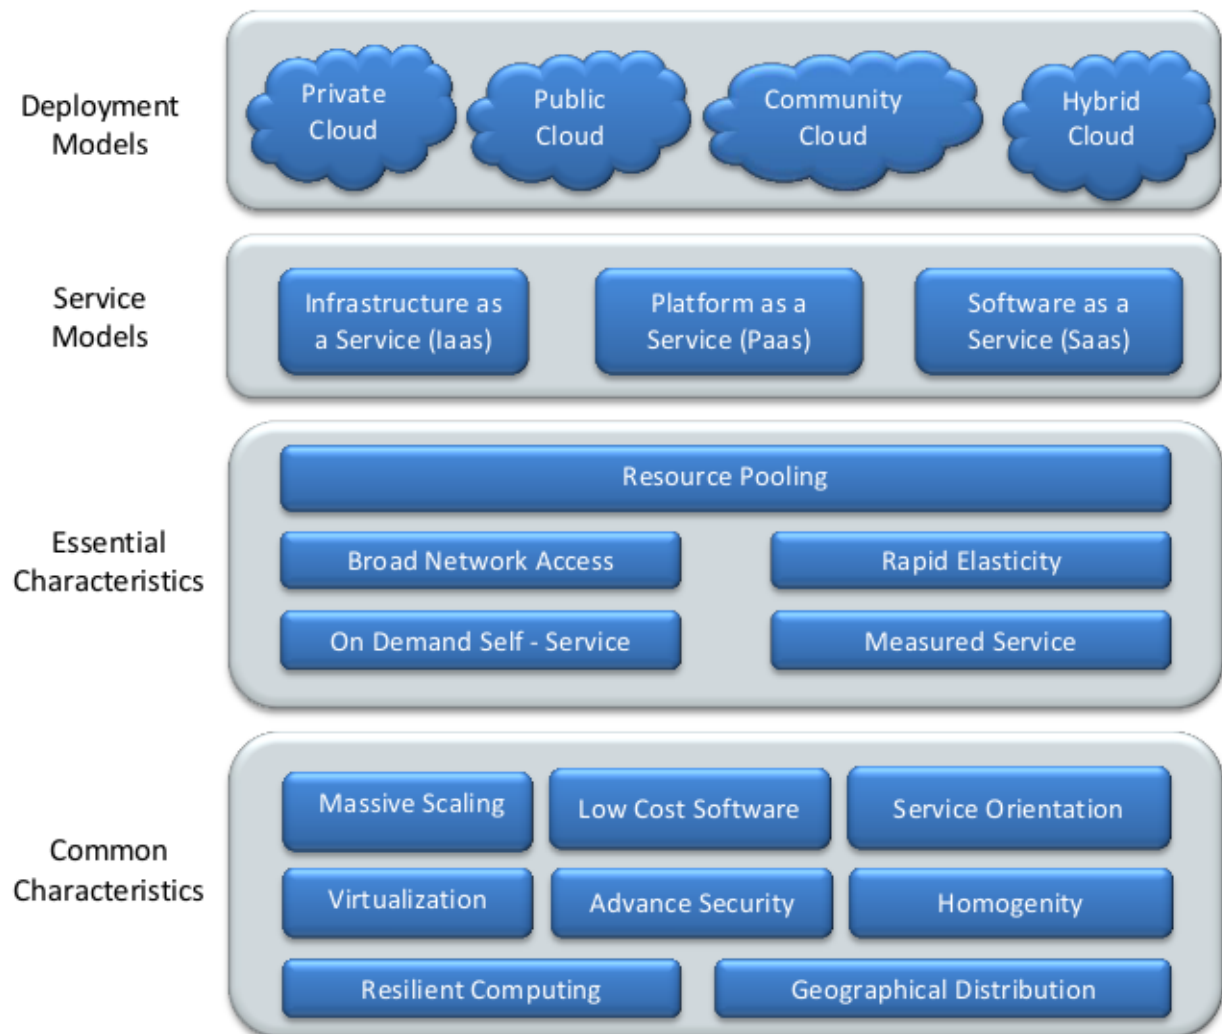 Deployment
Models
Private
Cloud
Public
Cloud
Community
Cloud
Hybrid
Cloud
Service
Models
Infrastructure as
a Service (Iaas)
Platform as a
Service (Paas)
Software as a
Service (Saas)
Essential
Characteristics
Resource Pooling
Broad Network Access
Rapid Elasticity
On Demand Self - Service
Measured Service
Common
Characteristics
Massive Scaling
Low Cost Software
Service Orientation
Virtualization
Advance Security
Homogenity
Resilient Computing
Geographical Distribution